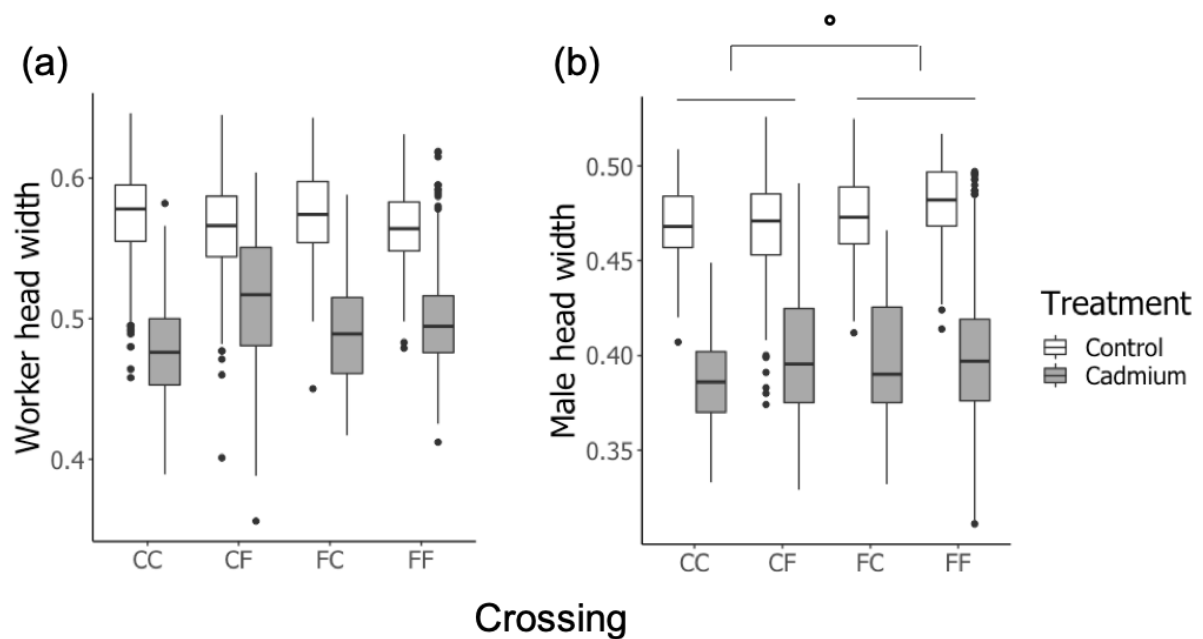 (a)
Worker head width
0.6
0.5
0.4
CC CF FC FF
(b)
Male head width
0.50
0.45
0.40
0.35
CC CF FC FF
Crossing
Treatment
Control
Cadmium